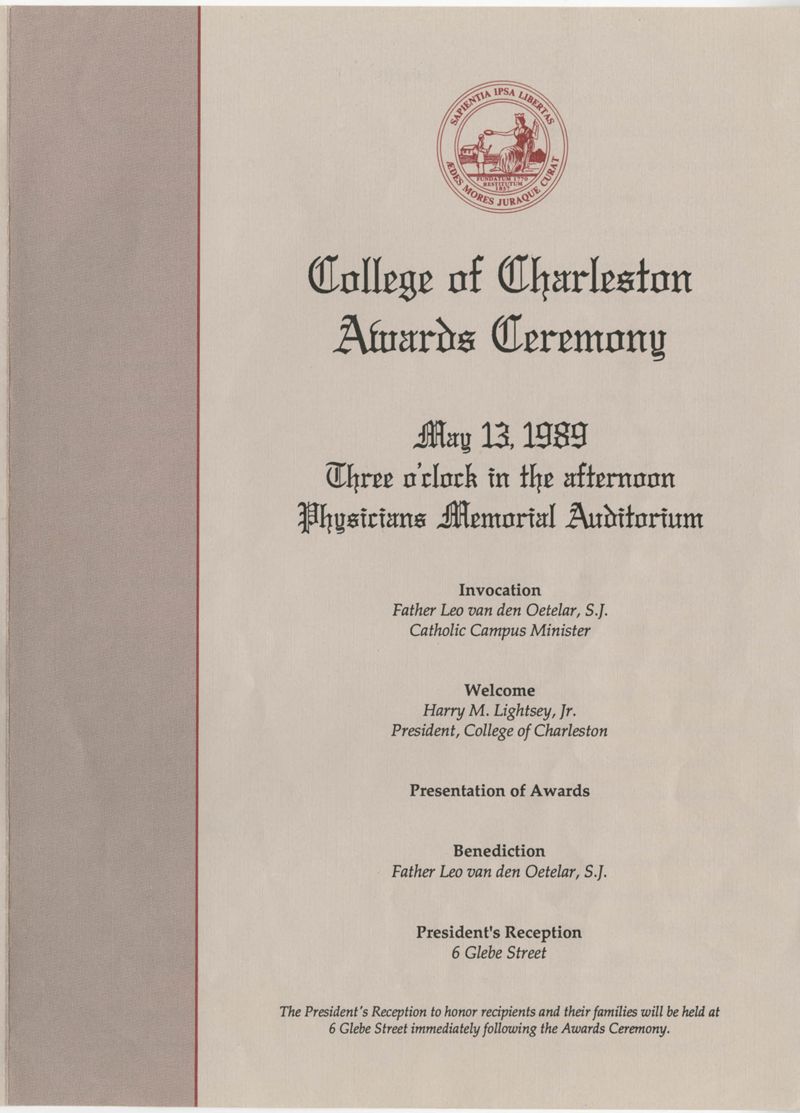 SAPIENTIA IPSA LIBERTAS
FUNDATUM 1770
RESTITUTUM
1837
ÆDES MORES JURAQUE CURAT
College of Charleston
Awards Ceremony
May 13, 1989
Three o'clock in the afternoon
Physicians Memorial Auditorium
Invocation
Father Leo van den Oetelar, S.J.
Catholic Campus Minister
Welcome
Harry M. Lightsey, Jr.
President, College of Charleston
Presentation of Awards
Benediction
Father Leo van den Oetelar, S.J.
President's Reception
6 Glebe Street
The President's Reception to honor recipients and their families will be held at
6 Glebe Street immediately following the Awards Ceremony.